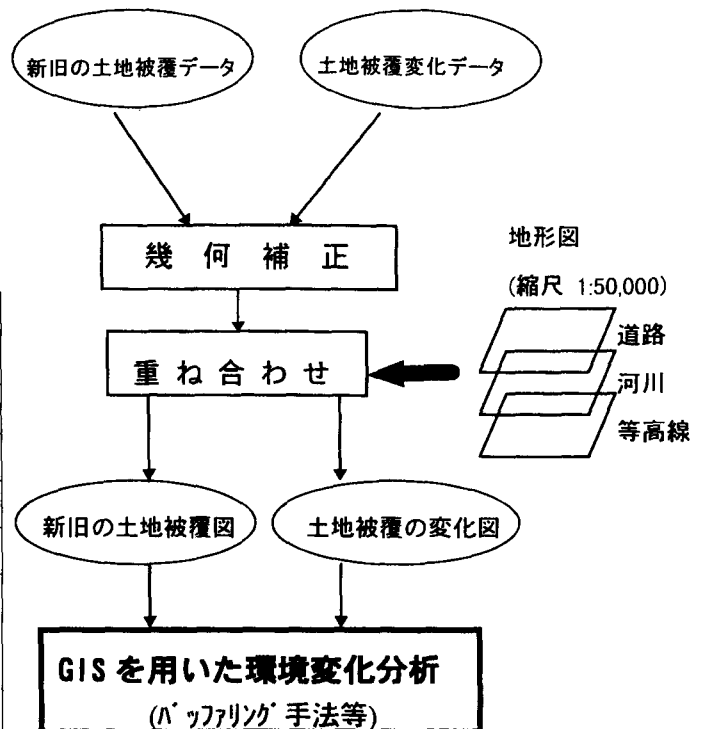 新旧の土地被覆データ
土地被覆変化データ
幾何補正
地形図
(縮尺 1:50,000)
道路
重ね合わせ
河川
等高線
新旧の土地被覆図
土地被覆の変化図
GISを用いた環境変化分析
(ﾊﾞｯﾌｧﾘﾝｸﾞ手法等)